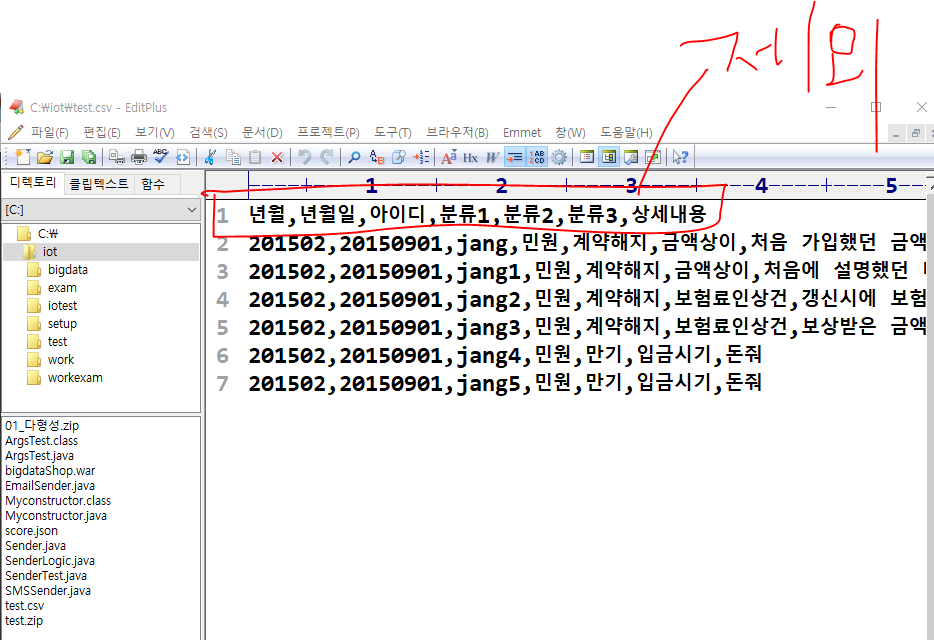 제외
C:\iot\test.csv - EditPlus
파일(F) 편집(E) 보기(V) 검색(S) 문서(D) 프로젝트(P) 도구(T) 브라우저(B) Emmet 창(W) 도움말(H)
디렉토리 클립텍스트 함수
[C:]
C:\
iot
bigdata
exam
iotest
setup
test
work
workexam
01_다형성.zip
ArgsTest.class
ArgsTest.java
bigdataShop.war
EmailSender.java
Myconstructor.class
Myconstructor.java
score.json
Sender.java
SenderLogic.java
SenderTest.java
SMSSender.java
test.csv
test.zip
1 2 3 4 5
1 년월,년월일,아이디,분류1,분류2,분류3,상세내용
2 201502,20150901,jang,민원,계약해지,금액상이,처음 가입했던 금액
3 201502,20150901,jang1,민원,계약해지,금액상이,처음에 설명했던
4 201502,20150901,jang2,민원,계약해지,보험료인상건,갱신시에 보험
5 201502,20150901,jang3,민원,계약해지,보험료인상건,보상받은 금액
6 201502,20150901,jang4,민원,만기,입금시기,돈줘
7 201502,20150901,jang5,민원,만기,입금시기,돈줘